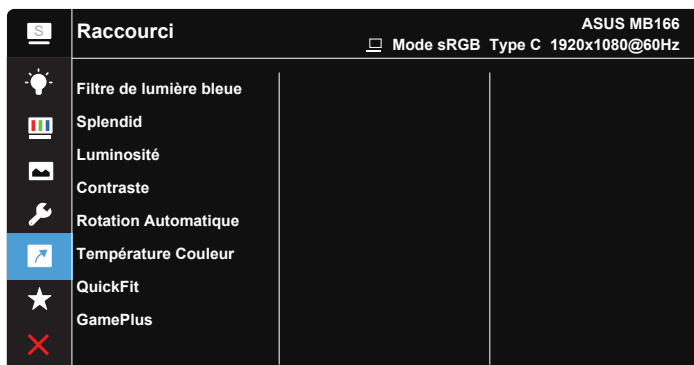 S
Raccourci
ASUS MB166
Mode sRGB Type C 1920x1080@60Hz
Filtre de lumière bleue
Splendid
Luminosité
Contraste
Rotation Automatique
Température Couleur
QuickFit
GamePlus